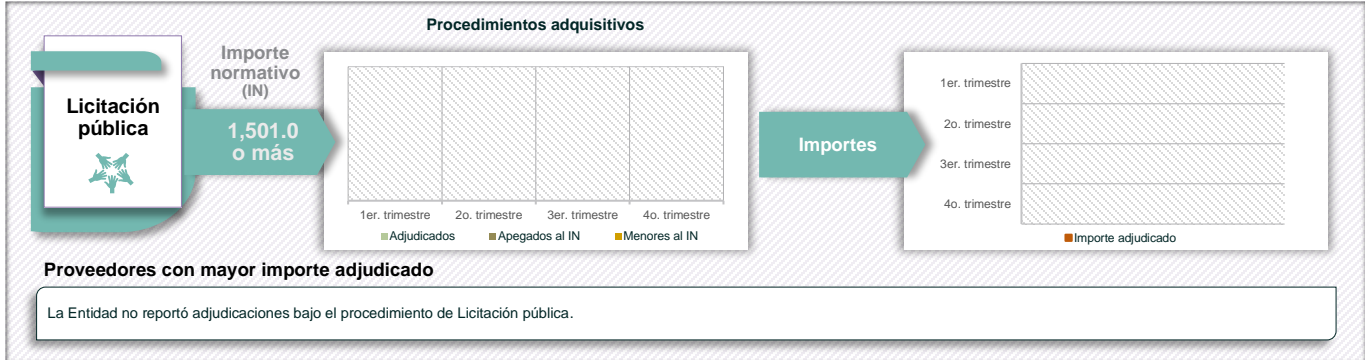 Procedimientos adquisitivos
Licitación
pública
Importe
normativo
(IN)
1,501.0
o más
1er. trimestre 2o. trimestre 3er. trimestre 4o. trimestre
Adjudicados Apegados al IN Menores al IN
Importes
1er. trimestre
2o. trimestre
3er. trimestre
4o. trimestre
Importe adjudicado
Proveedores con mayor importe adjudicado
La Entidad no reportó adjudicaciones bajo el procedimiento de Licitación pública.